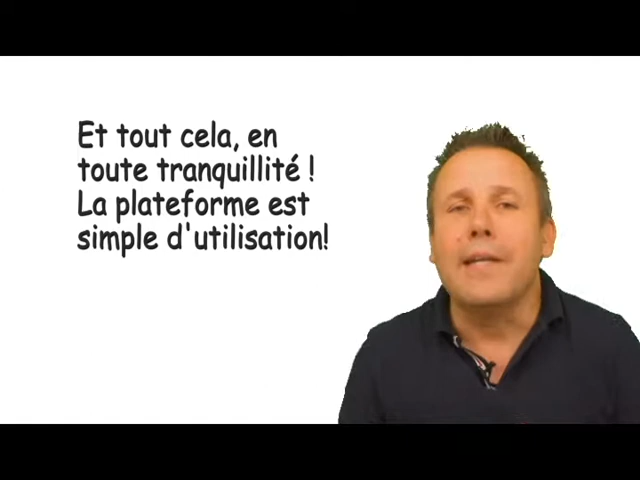 Et tout cela, en
toute tranquillité !
La plateforme est
simple d'utilisation!